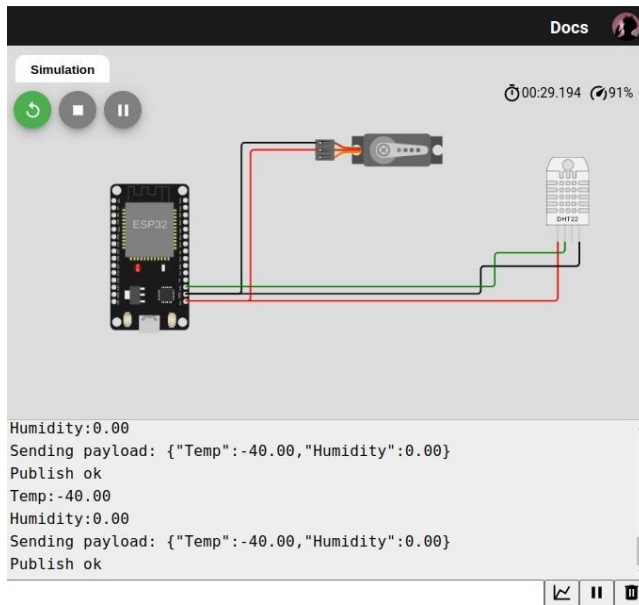 Docs
Simulation
00:29.194 91%
ESP32
DHT22
Humidity:0.00
Sending payload: {"Temp":-40.00,"Humidity":0.00}
Publish ok
Temp:-40.00
Humidity:0.00
Sending payload: {"Temp":-40.00,"Humidity":0.00}
Publish ok